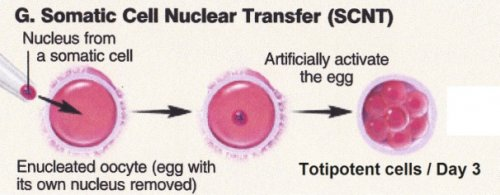 G. Somatic Cell Nuclear Transfer (SCNT)
Nucleus from
a somatic cell
Artificially activate
the egg
Enucleated oocyte (egg with
its own nucleus removed)
Totipotent cells / Day 3